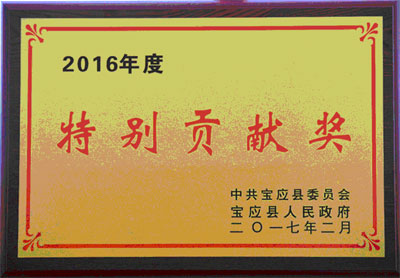 2016年度
特别贡献奖
中共宝应县委员会
宝应县人民政府
二〇一七年二月